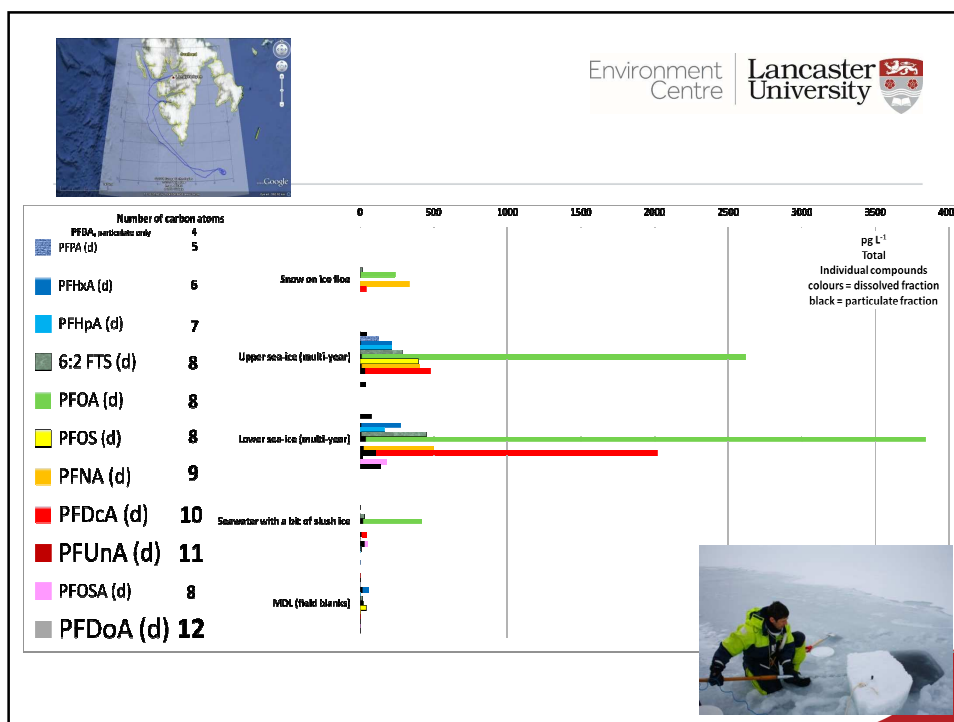 Environment
Centre
Lancaster
University
Google
Number of carbon atoms
PFBA, particulate only 4
PFPA (d) 5
PFHxA (d) 6
PFHpA (d) 7
6:2 FTS (d) 8
PFOA (d) 8
PFOS (d) 8
PFNA (d) 9
PFDcA (d) 10
PFUnA (d) 11
PFOSA (d) 8
PFDoA (d) 12
0 500 1000 1500 2000 2500 3000 3500
pg L⁻¹
Total
Individual compounds
colours = dissolved fraction
black = particulate fraction
Snow on ice floe
Upper sea-ice (multi-year)
Lower sea-ice (multi-year)
Seawater with a bit of slush ice
MDL (field blanks)